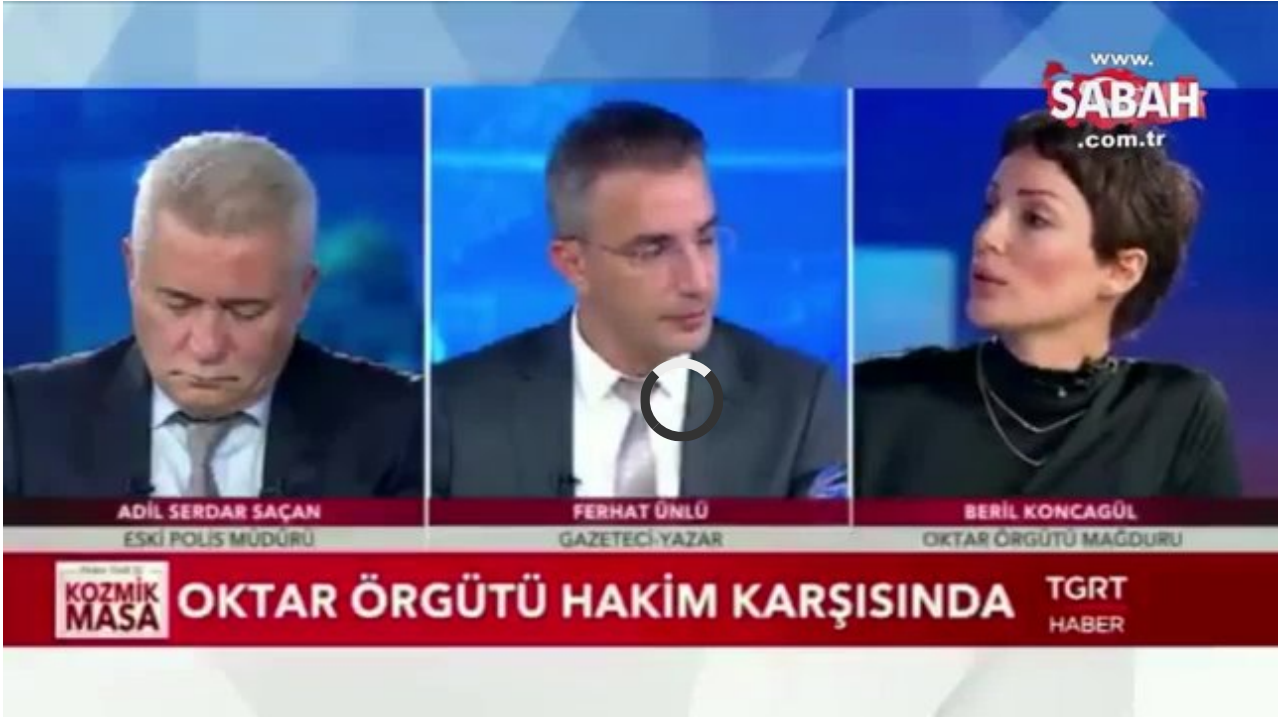 www.
SABAH
.com.tr
ADİL SERDAR SAÇAN
ESKİ POLİS MÜDÜRÜ
FERHAT ÜNLÜ
GAZETECİ-YAZAR
BERİL KONCAGÜL
OKTAR ÖRGÜTÜ MAĞDURU
KOZMİK
MASA
OKTAR ÖRGÜTÜ HAKİM KARŞISINDA
TGRT
HABER